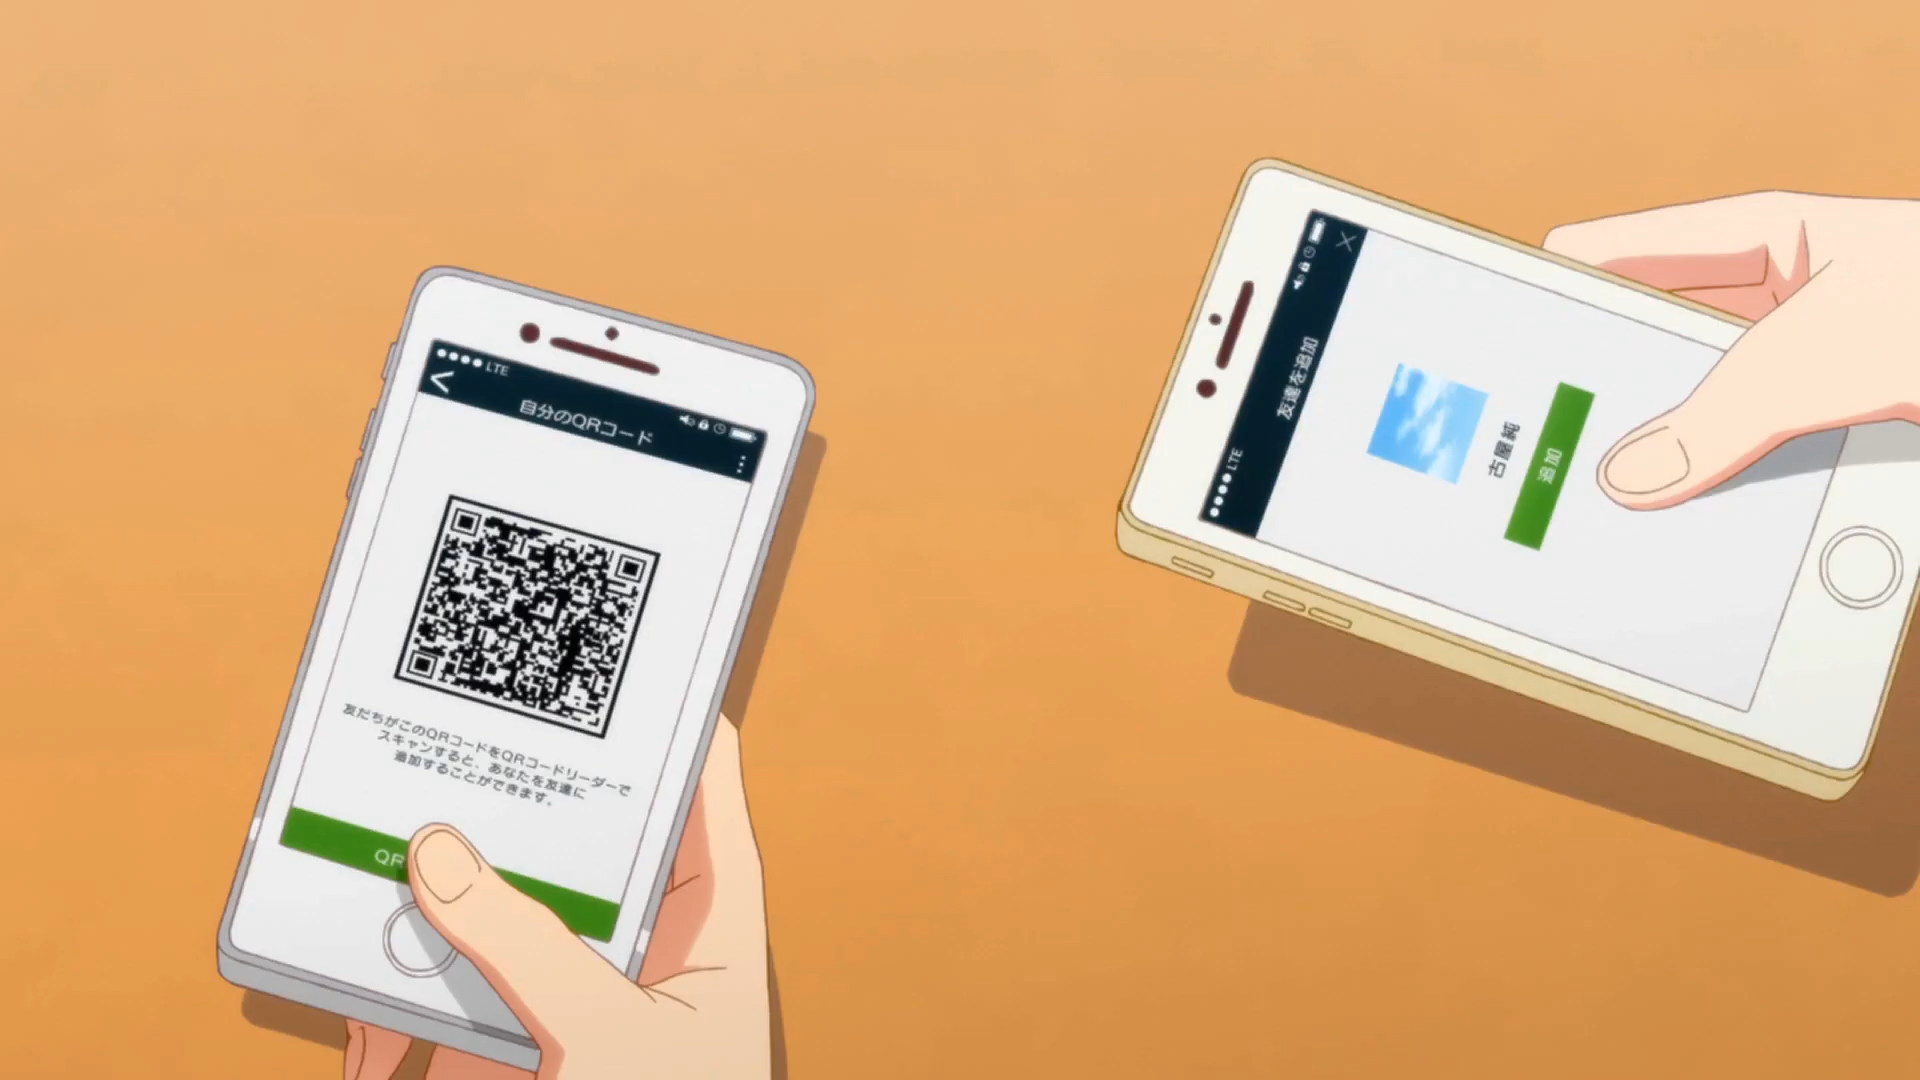 LTE
自分のQRコード
友だちがこのQRコードをQRコードリーダーで
スキャンすると、あなたを友達に
追加することができます。
QR
LTE
友達を追加
古屋 純
追加